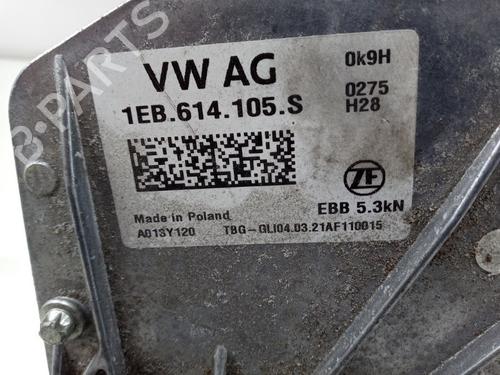 VW AG
0k9H
1EB.614.105.S
0275
H28
ZF
Made in Poland
EBB 5.3kN
A013Y120
TBG-GLI04.03.21AF110015
B-PARTS